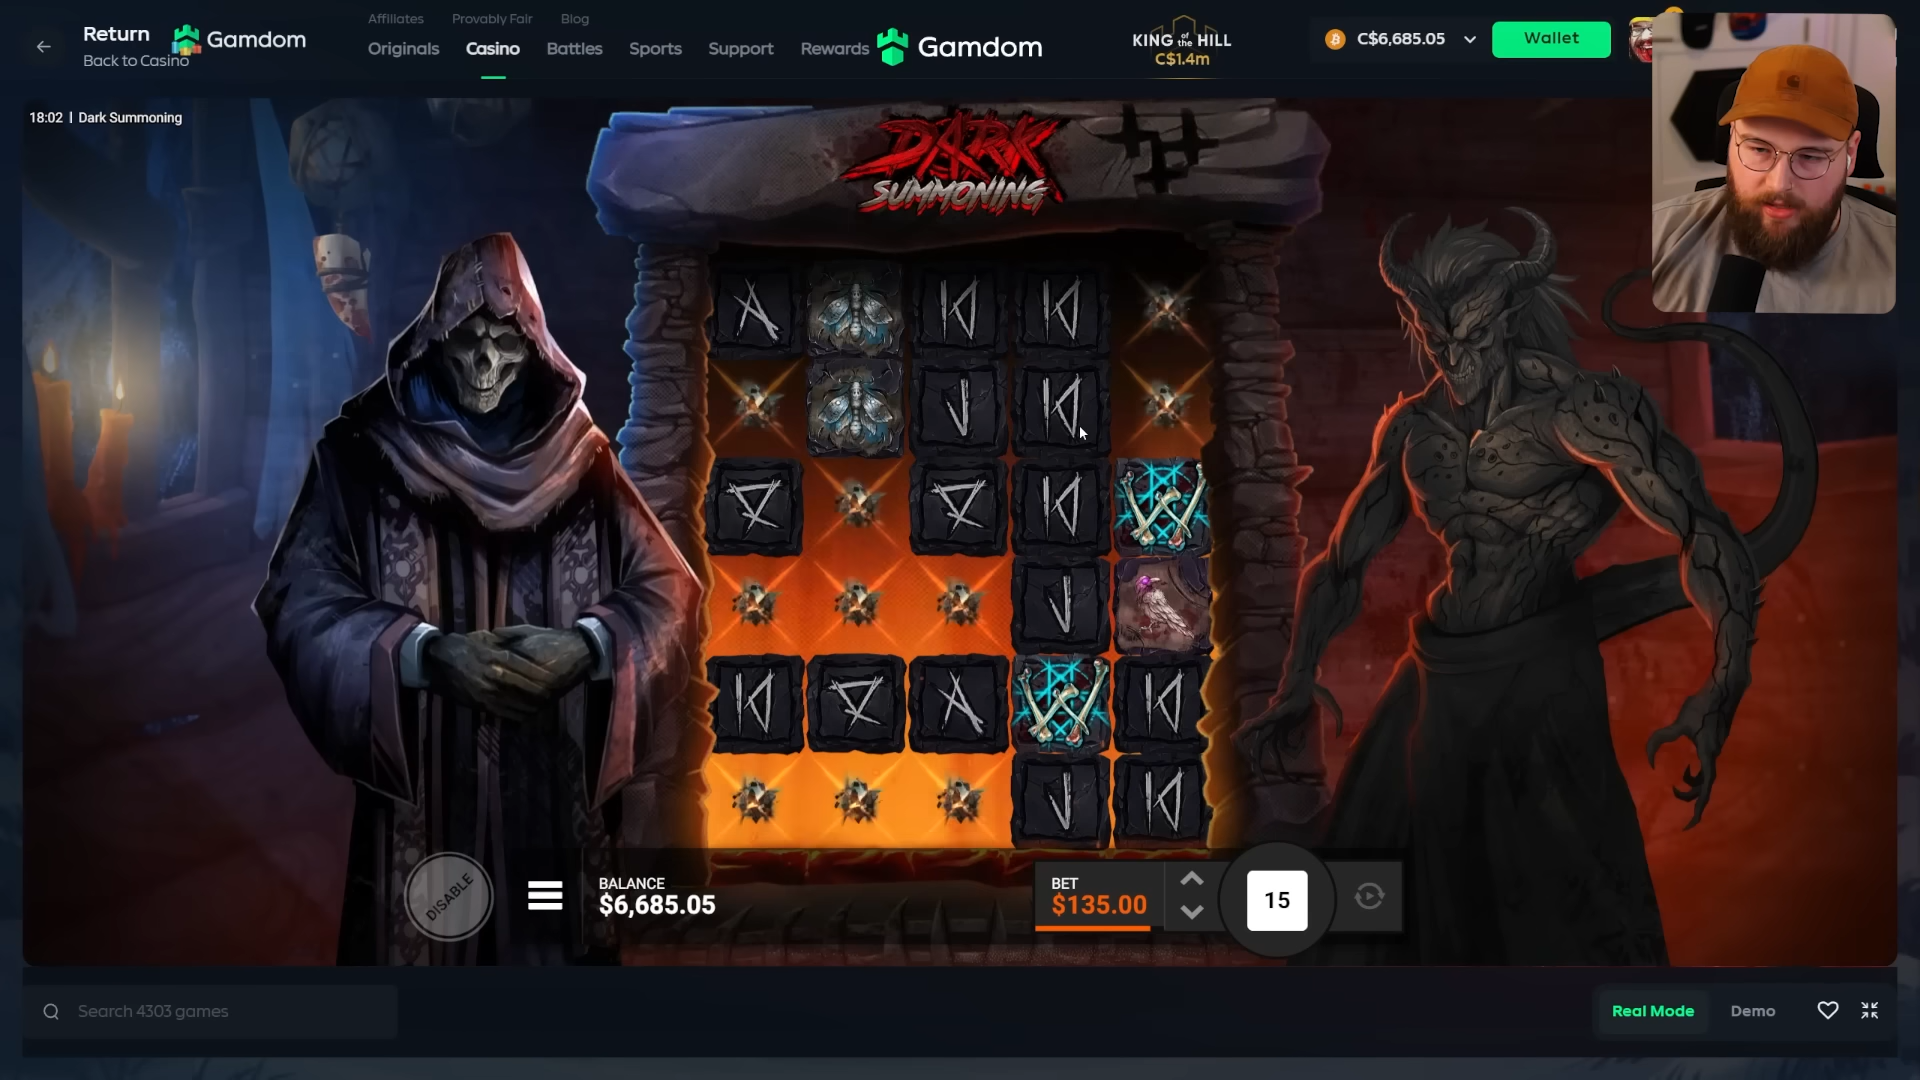 Return
Back to Casino
Gamdom
Affiliates
Provably Fair
Blog
Originals
Casino
Battles
Sports
Support
Rewards
Gamdom
KING of the HILL
C$1.4m
C$6,685.05
Wallet
18:02 | Dark Summoning
DARK
SUMMONING
A
K
K
J
K
K
W
J
K
A
W
K
J
K
DISABLE
BALANCE
$6,685.05
BET
$135.00
15
Search 4303 games
Real Mode
Demo